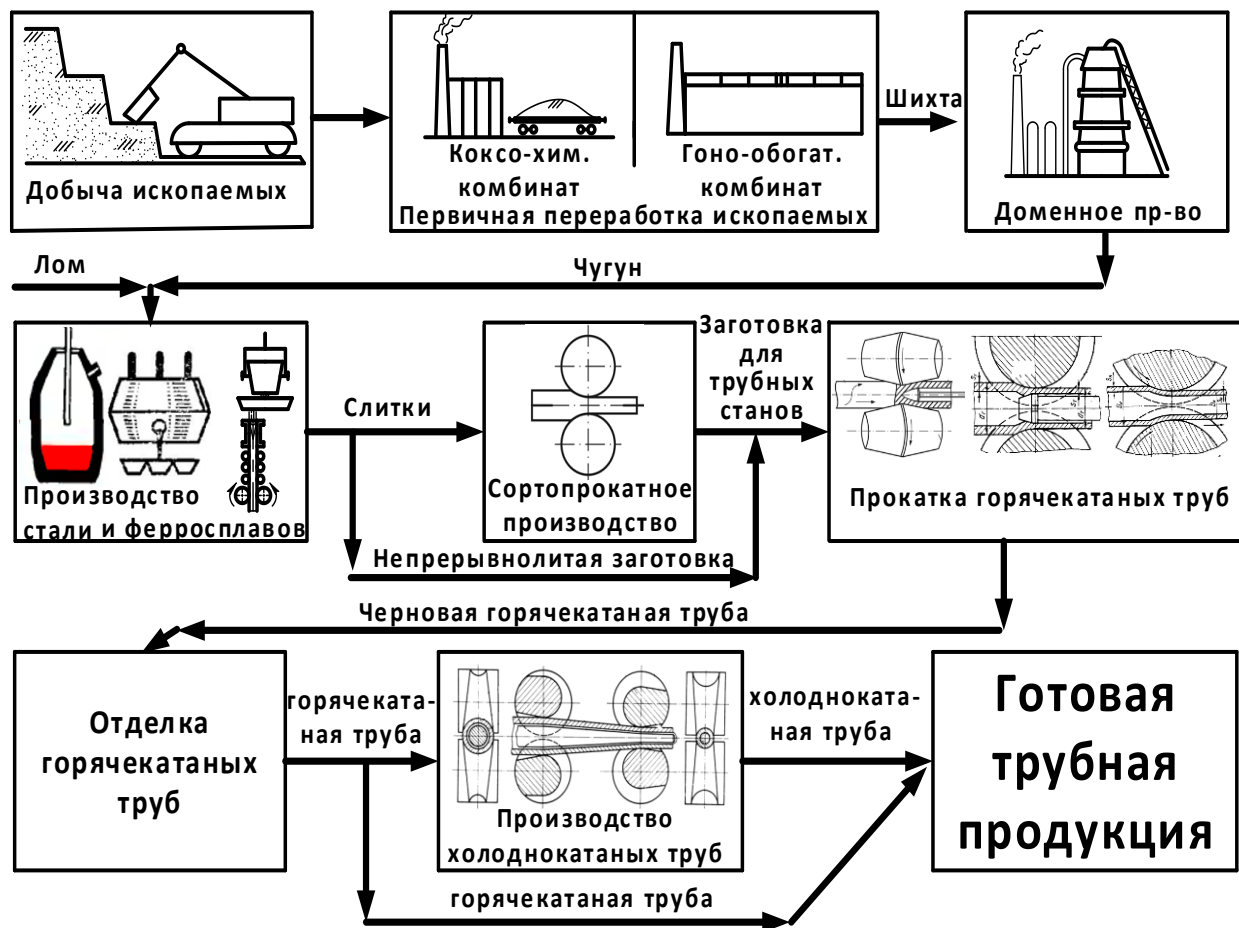 Добыча ископаемых
Коксо-хим.
комбинат
Гоно-обогат.
комбинат
Первичная переработка ископаемых
Шихта
Доменное пр-во
Лом
Чугун
Производство
стали и ферросплавов
Слитки
Сортопрокатное
производство
Непрерывнолитая заготовка
Заготовка
для
трубных
станов
Прокатка горячекатаных труб
Черновая горячекатаная труба
Отделка
горячекатаных
труб
горячеката-
ная труба
Производство
холоднокатаных труб
холодноката-
ная труба
горячекатаная труба
Готовая
трубная
продукция